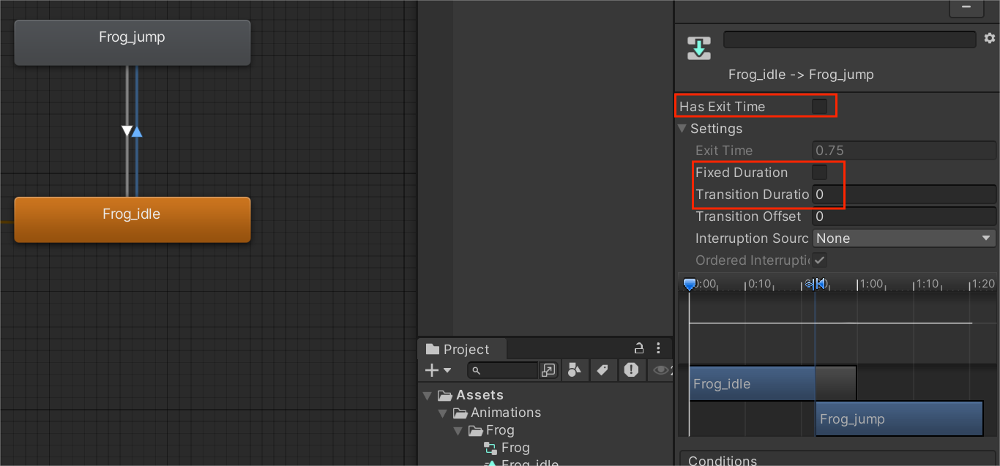 Frog_jump
Frog_idle
Frog_idle -> Frog_jump
Has Exit Time
Settings
Exit Time 0.75
Fixed Duration
Transition Duratio 0
Transition Offset 0
Interruption Sourc None
Ordered Interrupti
0:00 0:10 1:00 1:10 1:20
Frog_idle
Frog_jump
Conditions
Project
Assets
Animations
Frog
Frog
Frog_idle